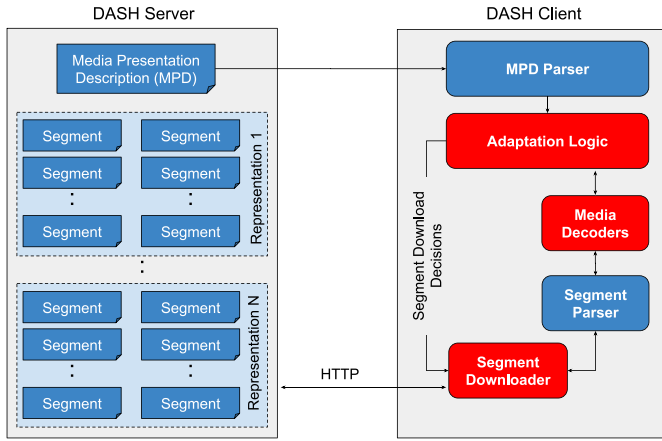 DASH Server
Media Presentation
Description (MPD)
Segment
Segment
Segment
Segment
Segment
Segment
Representation 1
Segment
Segment
Segment
Segment
Segment
Segment
Representation N
HTTP
DASH Client
MPD Parser
Adaptation Logic
Segment Download
Decisions
Media
Decoders
Segment
Parser
Segment
Downloader